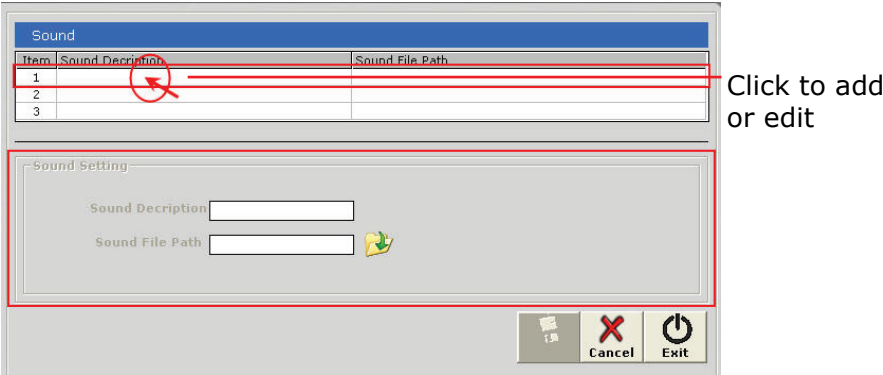 Sound
Item Sound Decription Sound File Path
1
2
3
Click to add
or edit
Sound Setting
Sound Decription
Sound File Path
Cancel Exit